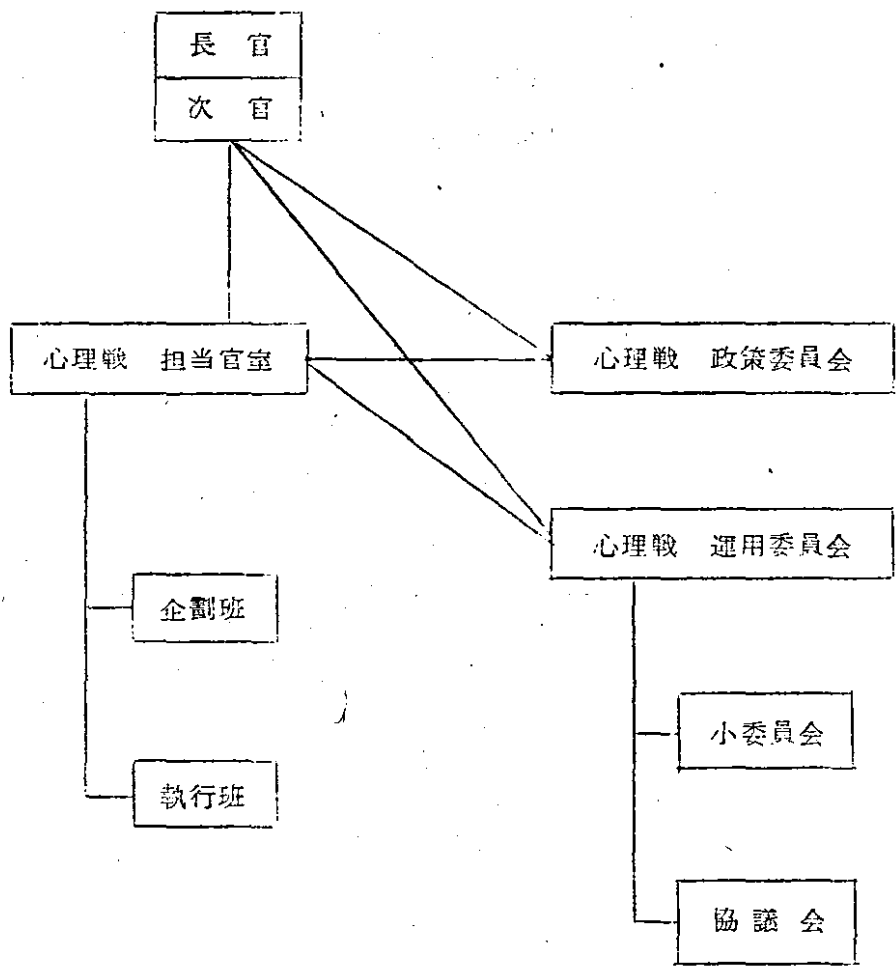 長官
次官
心理戦 担当官室
心理戦 政策委員会
心理戦 運用委員会
企劃班
小委員会
執行班
協議会